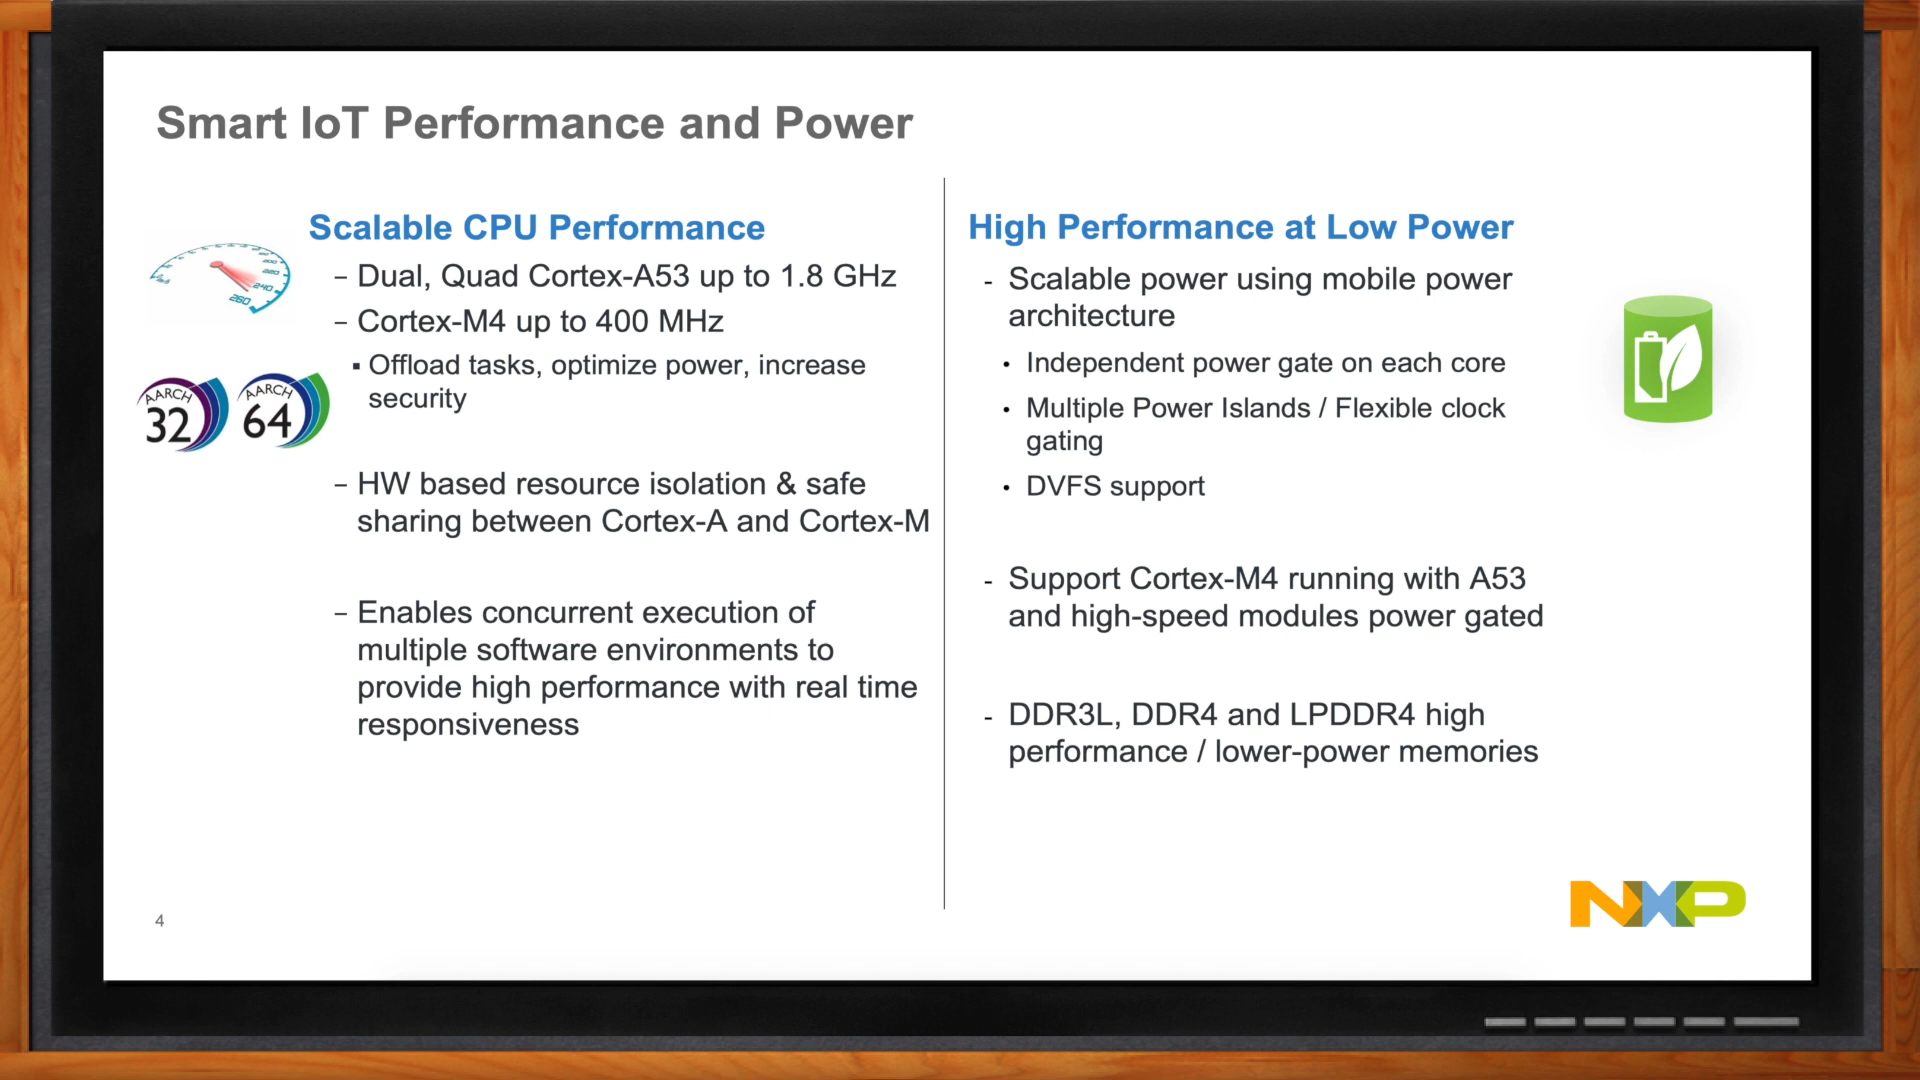 Smart IoT Performance and Power
Scalable CPU Performance
– Dual, Quad Cortex-A53 up to 1.8 GHz
– Cortex-M4 up to 400 MHz
▪ Offload tasks, optimize power, increase
security
– HW based resource isolation & safe
sharing between Cortex-A and Cortex-M
– Enables concurrent execution of
multiple software environments to
provide high performance with real time
responsiveness
220
240
260
AARCH
32
AARCH
64
High Performance at Low Power
- Scalable power using mobile power
architecture
• Independent power gate on each core
• Multiple Power Islands / Flexible clock
gating
• DVFS support
- Support Cortex-M4 running with A53
and high-speed modules power gated
- DDR3L, DDR4 and LPDDR4 high
performance / lower-power memories
4
NXP